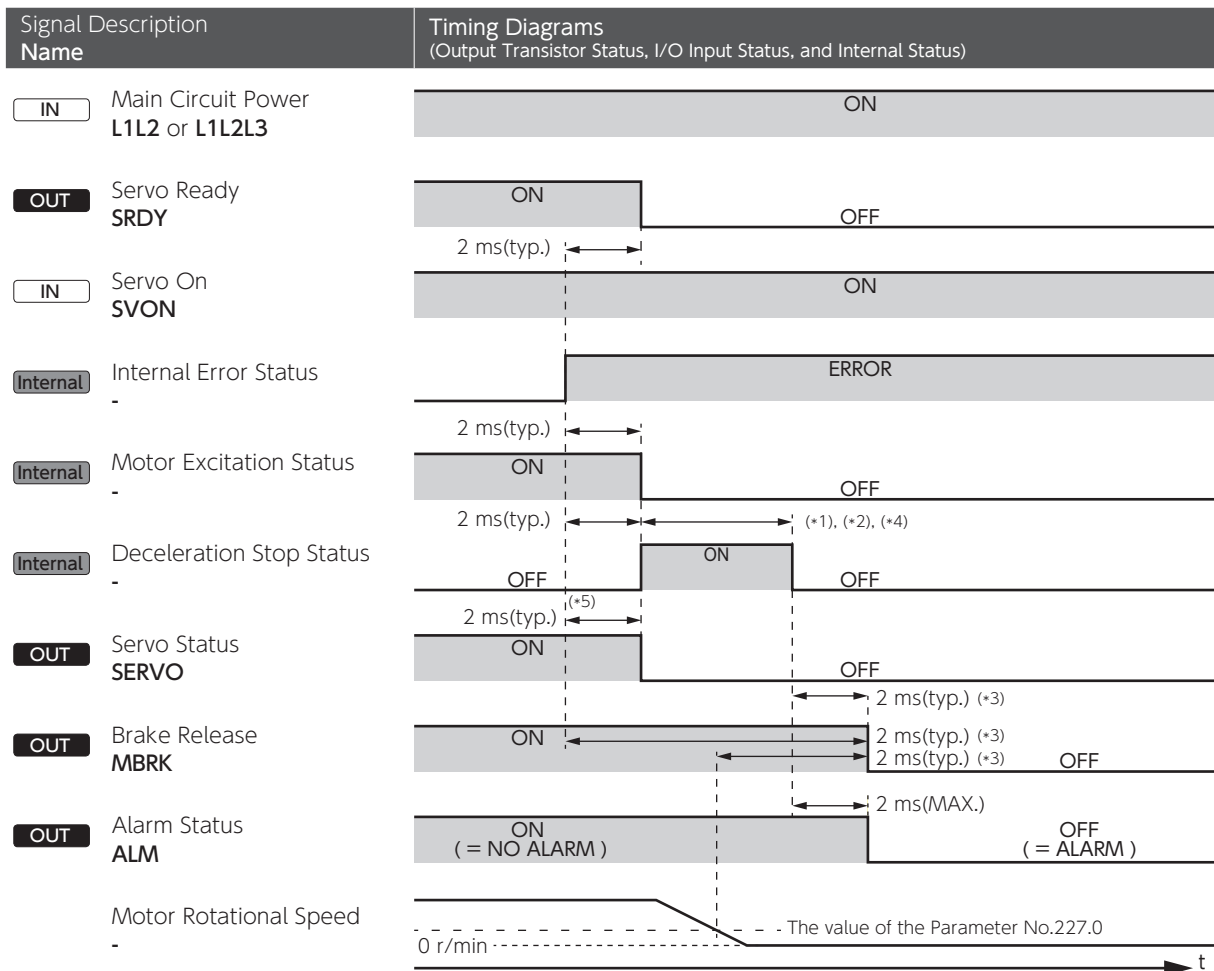 Signal Description
Name
Timing Diagrams
(Output Transistor Status, I/O Input Status, and Internal Status)
IN
Main Circuit Power
L1L2 or L1L2L3
ON
OUT
Servo Ready
SRDY
ON
OFF
2 ms(typ.)
IN
Servo On
SVON
ON
Internal
Internal Error Status
-
ERROR
2 ms(typ.)
Internal
Motor Excitation Status
-
ON
OFF
2 ms(typ.)
(*1), (*2), (*4)
Internal
Deceleration Stop Status
-
OFF
ON
OFF
(*5)
2 ms(typ.)
OUT
Servo Status
SERVO
ON
OFF
2 ms(typ.) (*3)
OUT
Brake Release
MBRK
ON
2 ms(typ.) (*3)
2 ms(typ.) (*3)
OFF
2 ms(MAX.)
OUT
Alarm Status
ALM
ON
( = NO ALARM )
OFF
( = ALARM )
Motor Rotational Speed
-
The value of the Parameter No.227.0
0 r/min
t